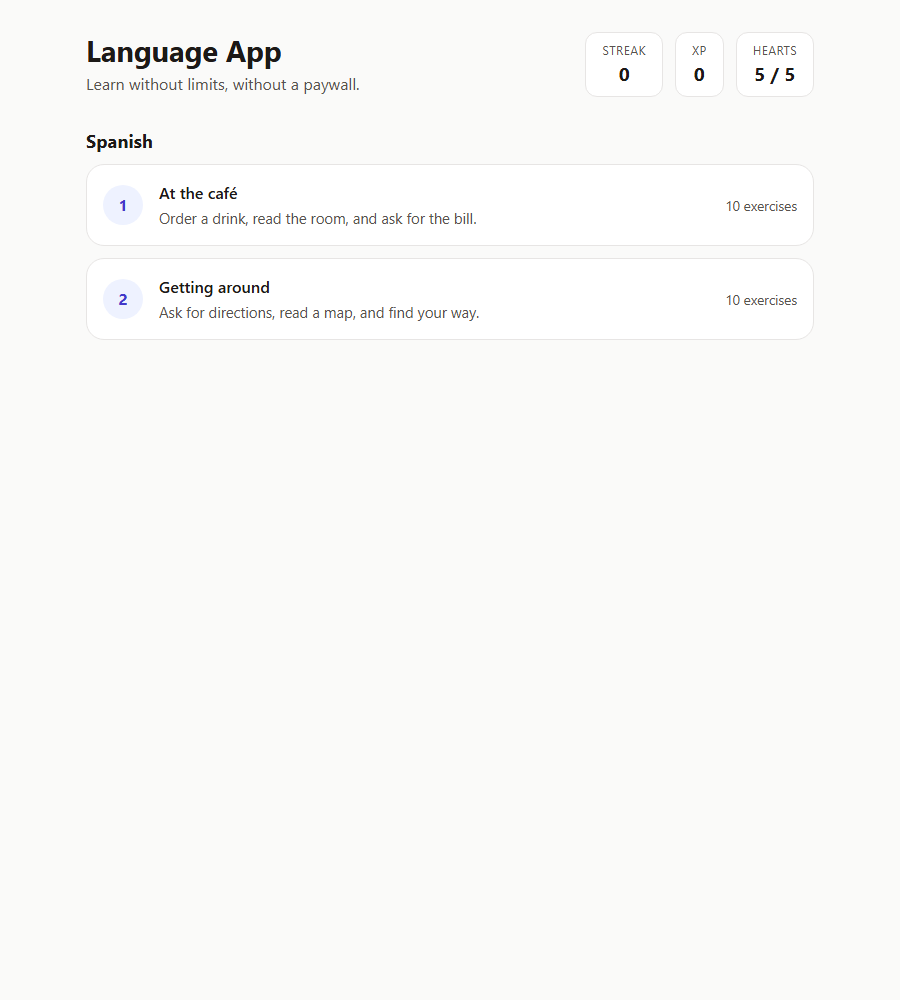 Language App
Learn without limits, without a paywall.
STREAK
0
XP
0
HEARTS
5 / 5
Spanish
1
At the café
Order a drink, read the room, and ask for the bill.
10 exercises
2
Getting around
Ask for directions, read a map, and find your way.
10 exercises